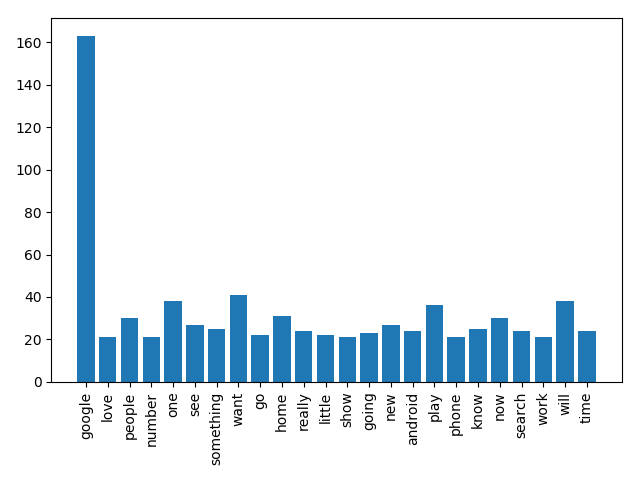 160
140
120
100
80
60
40
20
0
google
love
people
number
one
see
something
want
go
home
really
little
show
going
new
android
play
phone
know
now
search
work
will
time